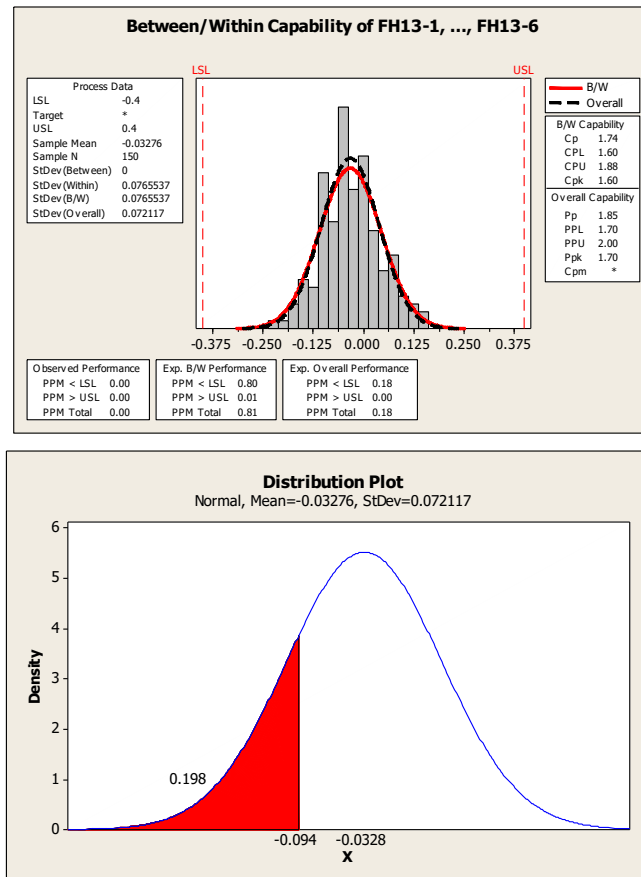 Between/Within Capability of FH13-1, ..., FH13-6
LSL
USL
Process Data
LSL -0.4
Target *
USL 0.4
Sample Mean -0.03276
Sample N 150
StDev(Between) 0
StDev(Within) 0.0765537
StDev(B/W) 0.0765537
StDev(Overall) 0.072117
B/W
Overall
B/W Capability
Cp 1.74
CPL 1.60
CPU 1.88
Cpk 1.60
Overall Capability
Pp 1.85
PPL 1.70
PPU 2.00
Ppk 1.70
Cpm *
-0.375 -0.250 -0.125 0.000 0.125 0.250 0.375
Observed Performance
PPM < LSL 0.00
PPM > USL 0.00
PPM Total 0.00
Exp. B/W Performance
PPM < LSL 0.80
PPM > USL 0.01
PPM Total 0.81
Exp. Overall Performance
PPM < LSL 0.18
PPM > USL 0.00
PPM Total 0.18
Distribution Plot
Normal, Mean=-0.03276, StDev=0.072117
6
5
4
3
2
1
0
Density
0.198
-0.094 -0.0328
X